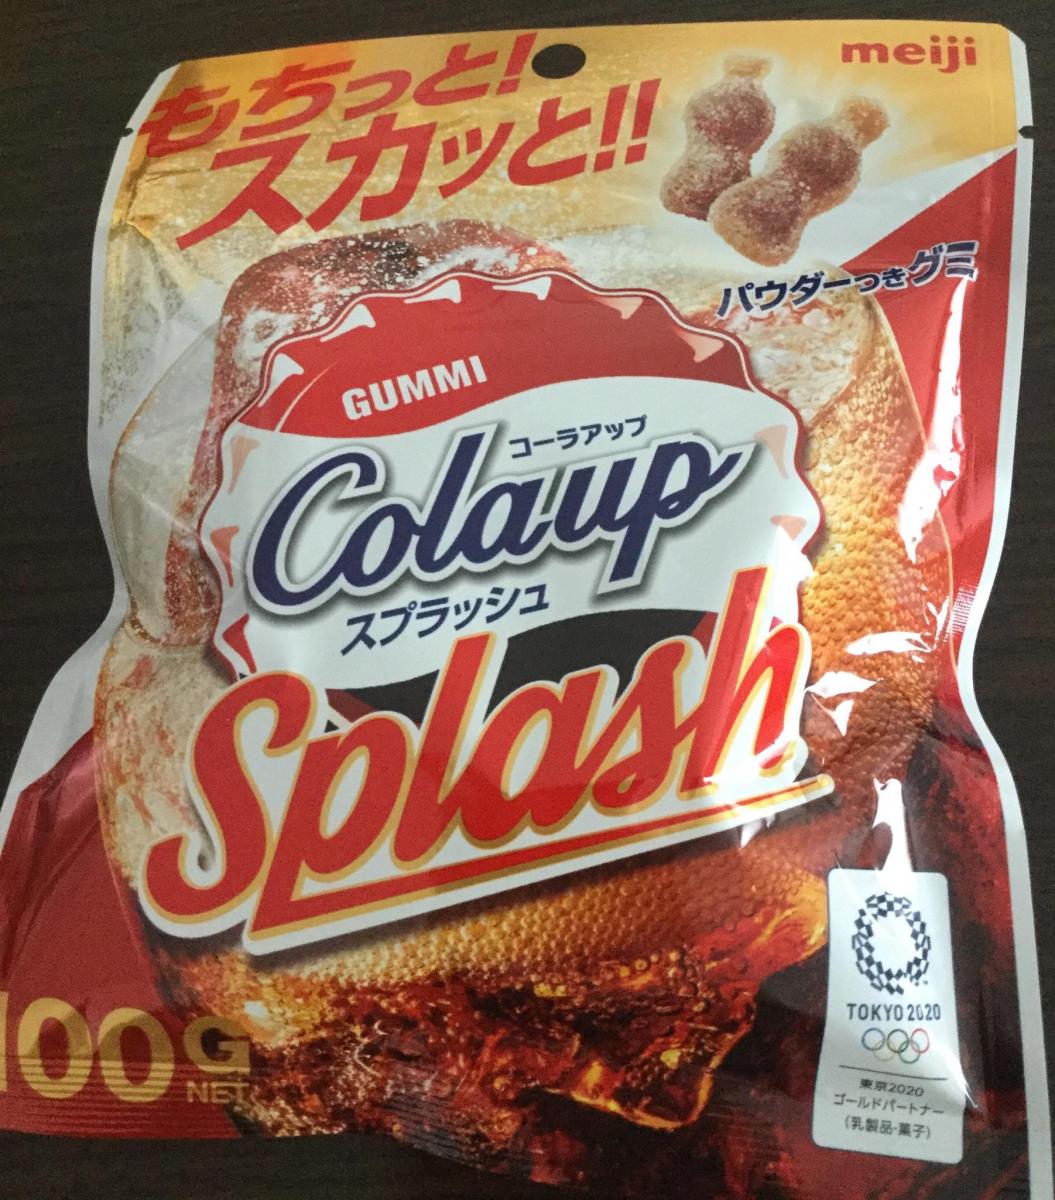 meiji
もちっと!
スカッと!!
パウダーつきグミ
GUMMI
コーラアップ
Colaup
スプラッシュ
Splash
100G
NET
TOKYO 2020
東京2020
ゴールドパートナー
(乳製品・菓子)